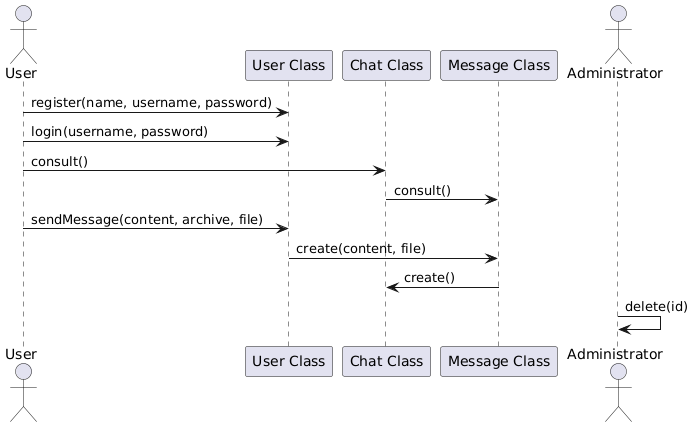 User
User Class
Chat Class
Message Class
Administrator
register(name, username, password)
login(username, password)
consult()
consult()
sendMessage(content, archive, file)
create(content, file)
create()
delete(id)
User
User Class
Chat Class
Message Class
Administrator